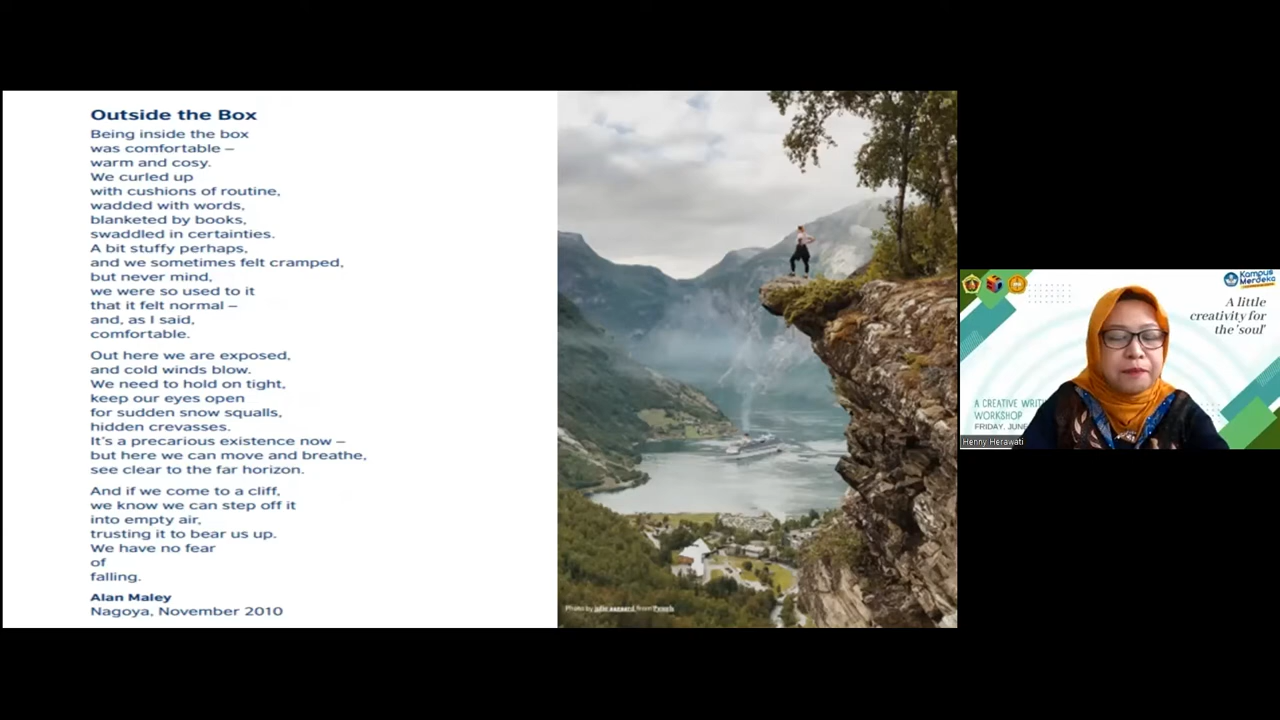 Outside the Box
Being inside the box
was comfortable –
warm and cosy.
We curled up
with cushions of routine,
wadded with words,
blanketed by books,
swaddled in certainties.
A bit stuffy perhaps,
and we sometimes felt cramped,
but never mind,
we were so used to it
that it felt normal –
and, as I said,
comfortable.
Out here we are exposed,
and cold winds blow.
We need to hold on tight,
keep our eyes open
for sudden snow squalls,
hidden crevasses.
It's a precarious existence now –
but here we can move and breathe,
see clear to the far horizon.
And if we come to a cliff,
we know we can step off it
into empty air,
trusting it to bear us up.
We have no fear
of
falling.
Alan Maley
Nagoya, November 2010
Photo by julie aagaard from Pexels
Kampus
Merdeka
A little
creativity for
the 'soul'
A CREATIVE WRITI
WORKSHOP
FRIDAY, JUNE
Henny Herawati